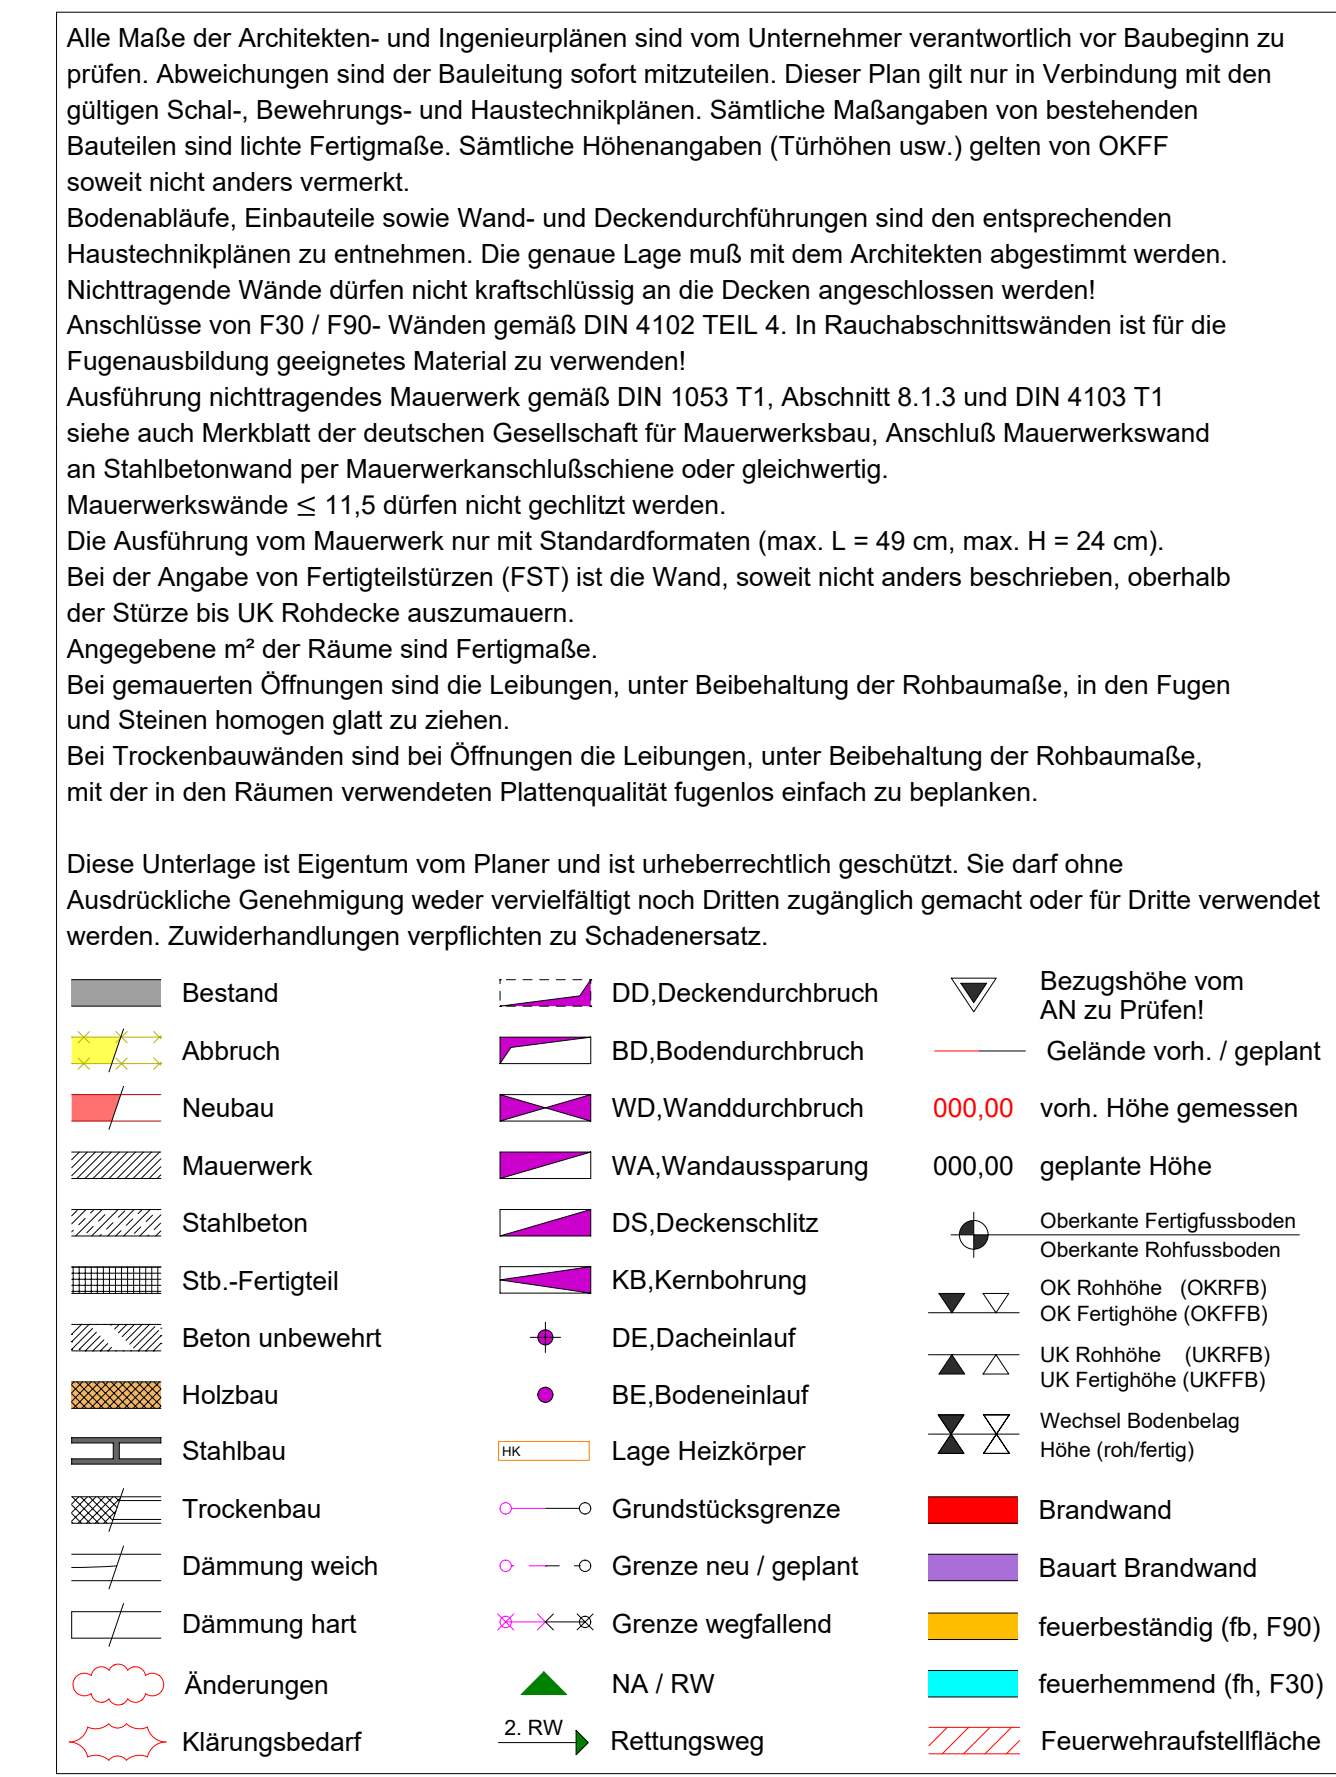 Alle Maße der Architekten- und Ingenieurplänen sind vom Unternehmer verantwortlich vor Baubeginn zu
prüfen. Abweichungen sind der Bauleitung sofort mitzuteilen. Dieser Plan gilt nur in Verbindung mit den
gültigen Schal-, Bewehrungs- und Haustechnikplänen. Sämtliche Maßangaben von bestehenden
Bauteilen sind lichte Fertigmaße. Sämtliche Höhenangaben (Türhöhen usw.) gelten von OKFF
soweit nicht anders vermerkt.
Bodenabläufe, Einbauteile sowie Wand- und Deckendurchführungen sind den entsprechenden
Haustechnikplänen zu entnehmen. Die genaue Lage muß mit dem Architekten abgestimmt werden.
Nichttragende Wände dürfen nicht kraftschlüssig an die Decken angeschlossen werden!
Anschlüsse von F30 / F90- Wänden gemäß DIN 4102 TEIL 4. In Rauchabschnittswänden ist für die
Fugenausbildung geeignetes Material zu verwenden!
Ausführung nichttragendes Mauerwerk gemäß DIN 1053 T1, Abschnitt 8.1.3 und DIN 4103 T1
siehe auch Merkblatt der deutschen Gesellschaft für Mauerwerksbau, Anschluß Mauerwerkswand
an Stahlbetonwand per Mauerwerkanschlußschiene oder gleichwertig.
Mauerwerkswände ≤ 11,5 dürfen nicht gechlitzt werden.
Die Ausführung vom Mauerwerk nur mit Standardformaten (max. L = 49 cm, max. H = 24 cm).
Bei der Angabe von Fertigteilstürzen (FST) ist die Wand, soweit nicht anders beschrieben, oberhalb
der Stürze bis UK Rohdecke auszumauern.
Angegebene m² der Räume sind Fertigmaße.
Bei gemauerten Öffnungen sind die Leibungen, unter Beibehaltung der Rohbaumaße, in den Fugen
und Steinen homogen glatt zu ziehen.
Bei Trockenbauwänden sind bei Öffnungen die Leibungen, unter Beibehaltung der Rohbaumaße,
mit der in den Räumen verwendeten Plattenqualität fugenlos einfach zu beplanken.
Diese Unterlage ist Eigentum vom Planer und ist urheberrechtlich geschützt. Sie darf ohne
Ausdrückliche Genehmigung weder vervielfältigt noch Dritten zugänglich gemacht oder für Dritte verwendet
werden. Zuwiderhandlungen verpflichten zu Schadenersatz.
Bestand
Abbruch
Neubau
Mauerwerk
Stahlbeton
Stb.-Fertigteil
Beton unbewehrt
Holzbau
Stahlbau
Trockenbau
Dämmung weich
Dämmung hart
Änderungen
Klärungsbedarf
DD,Deckendurchbruch
BD,Bodendurchbruch
WD,Wanddurchbruch
WA,Wandaussparung
DS,Deckenschlitz
KB,Kernbohrung
DE,Dacheinlauf
BE,Bodeneinlauf
HK Lage Heizkörper
Grundstücksgrenze
Grenze neu / geplant
Grenze wegfallend
NA / RW
2. RW Rettungsweg
Bezugshöhe vom
AN zu Prüfen!
Gelände vorh. / geplant
000,00 vorh. Höhe gemessen
000,00 geplante Höhe
Oberkante Fertigfussboden
Oberkante Rohfussboden
OK Rohhöhe (OKRFB)
OK Fertighöhe (OKFFB)
UK Rohhöhe (UKRFB)
UK Fertighöhe (UKFFB)
Wechsel Bodenbelag
Höhe (roh/fertig)
Brandwand
Bauart Brandwand
feuerbeständig (fb, F90)
feuerhemmend (fh, F30)
Feuerwehraufstellfläche